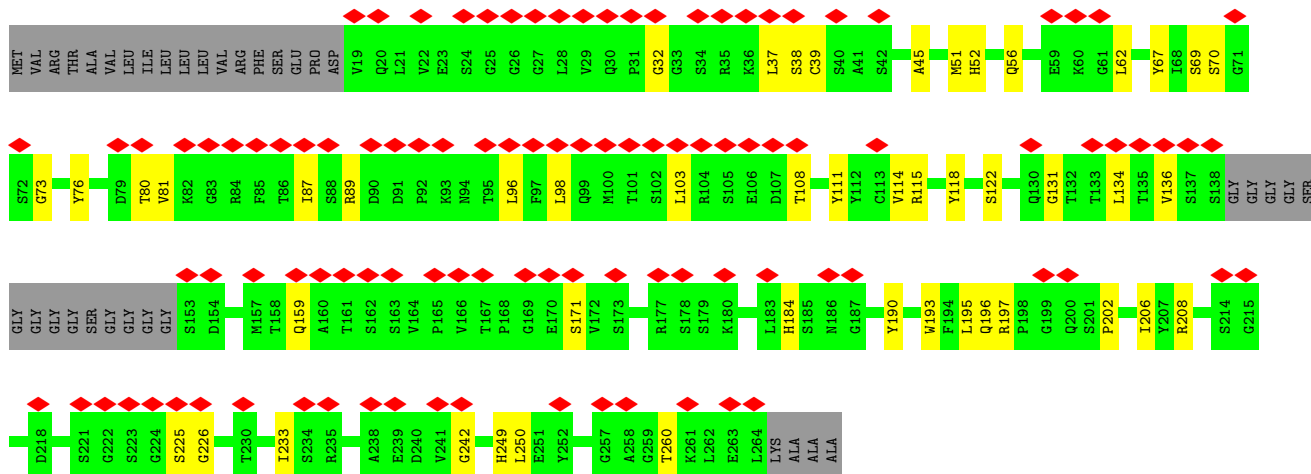 MET VAL ARG THR ALA VAL LEU ILE LEU LEU LEU VAL ARG PHE SER GLU PRO ASP V19 Q20 L21 V22 E23 S24 G25 G26 G27 L28 V29 Q30 P31 G32 G33 S34 R35 K36 L37 S38 C39 S40 A41 S42 A45 M51 H52 Q56 E59 K60 G61 L62 Y67 I68 S69 S70 G71
S72 G73 Y76 D79 T80 V81 K82 G83 R84 F85 T86 I87 S88 R89 D90 D91 P92 K93 N94 T95 L96 F97 L98 Q99 M100 T101 S102 L103 R104 S105 E106 D107 T108 Y111 Y112 C113 V114 R115 Y118 S122 Q130 G131 T132 T133 L134 T135 V136 S137 S138 GLY GLY GLY GLY SER
GLY GLY GLY GLY SER GLY GLY GLY GLY S153 D154 M157 T158 Q159 A160 T161 S162 S163 V164 P165 V166 T167 P168 G169 E170 S171 V172 S173 R177 S178 S179 K180 L183 H184 S185 N186 G187 Y190 W193 F194 L195 Q196 R197 P198 G199 Q200 S201 P202 I206 Y207 R208 S214 G215
D218 S221 G222 S223 G224 S225 G226 T230 I233 S234 R235 A238 E239 D240 V241 G242 H249 L250 E251 Y252 G257 A258 G259 T260 K261 L262 E263 L264 LYS ALA ALA ALA